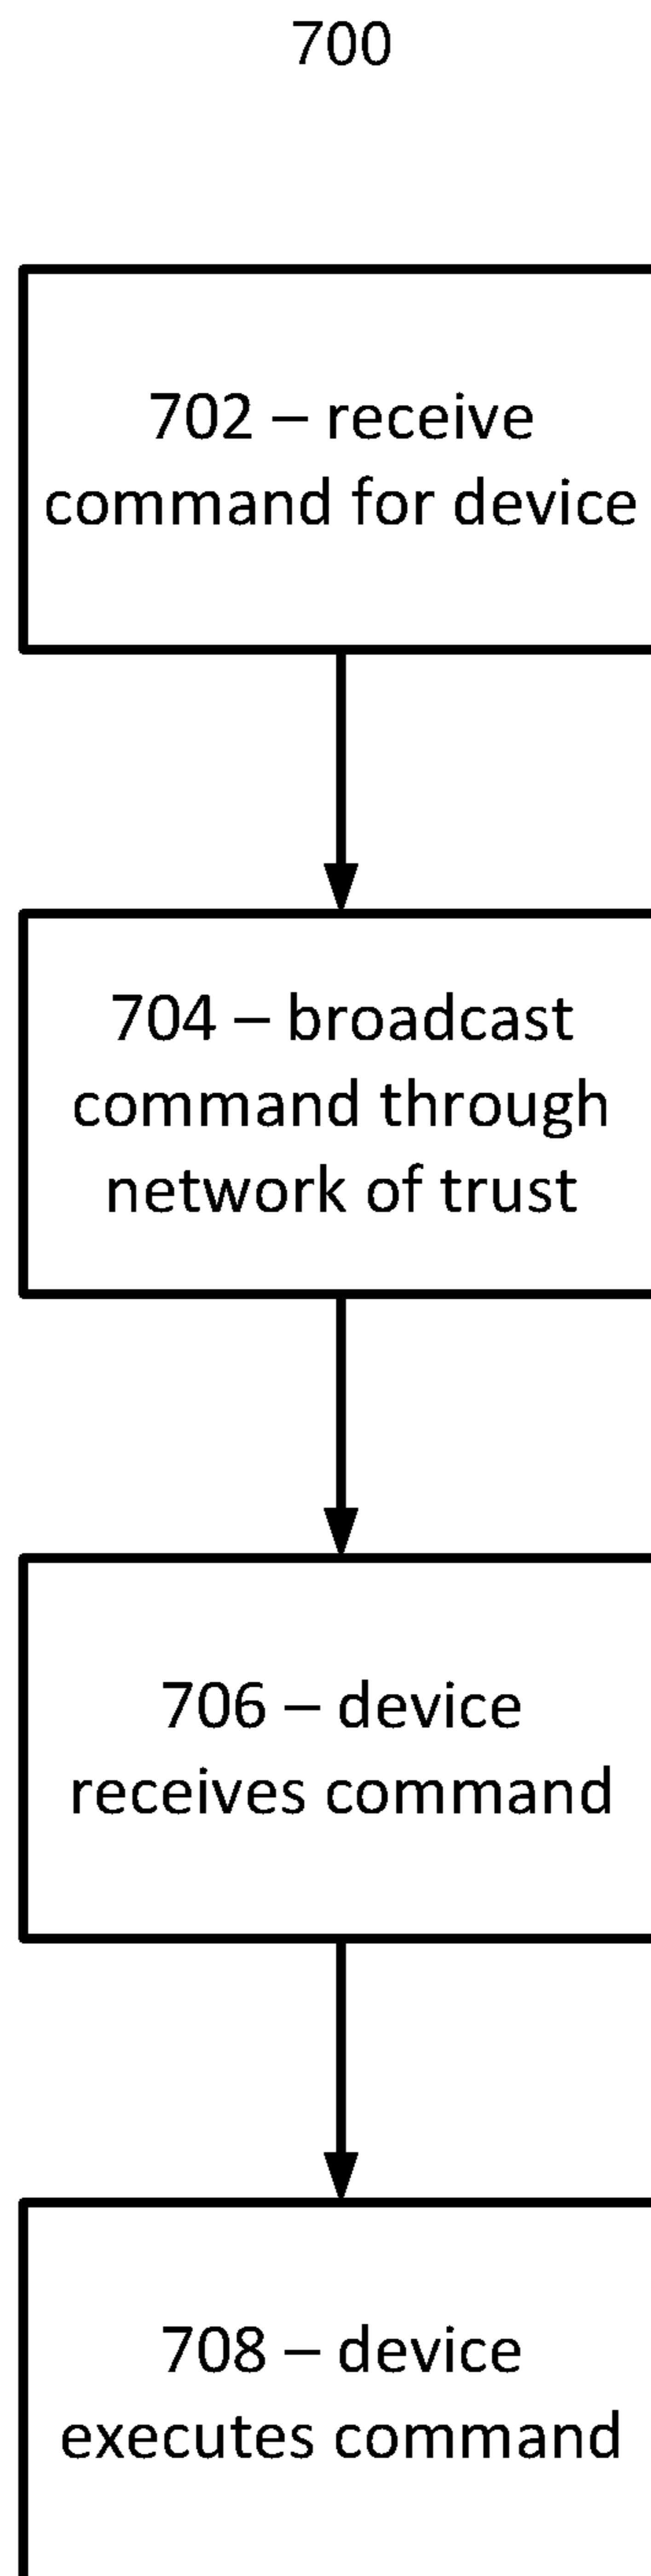 700
702 – receive
command for device
704 – broadcast
command through
network of trust
706 – device
receives command
708 – device
executes command